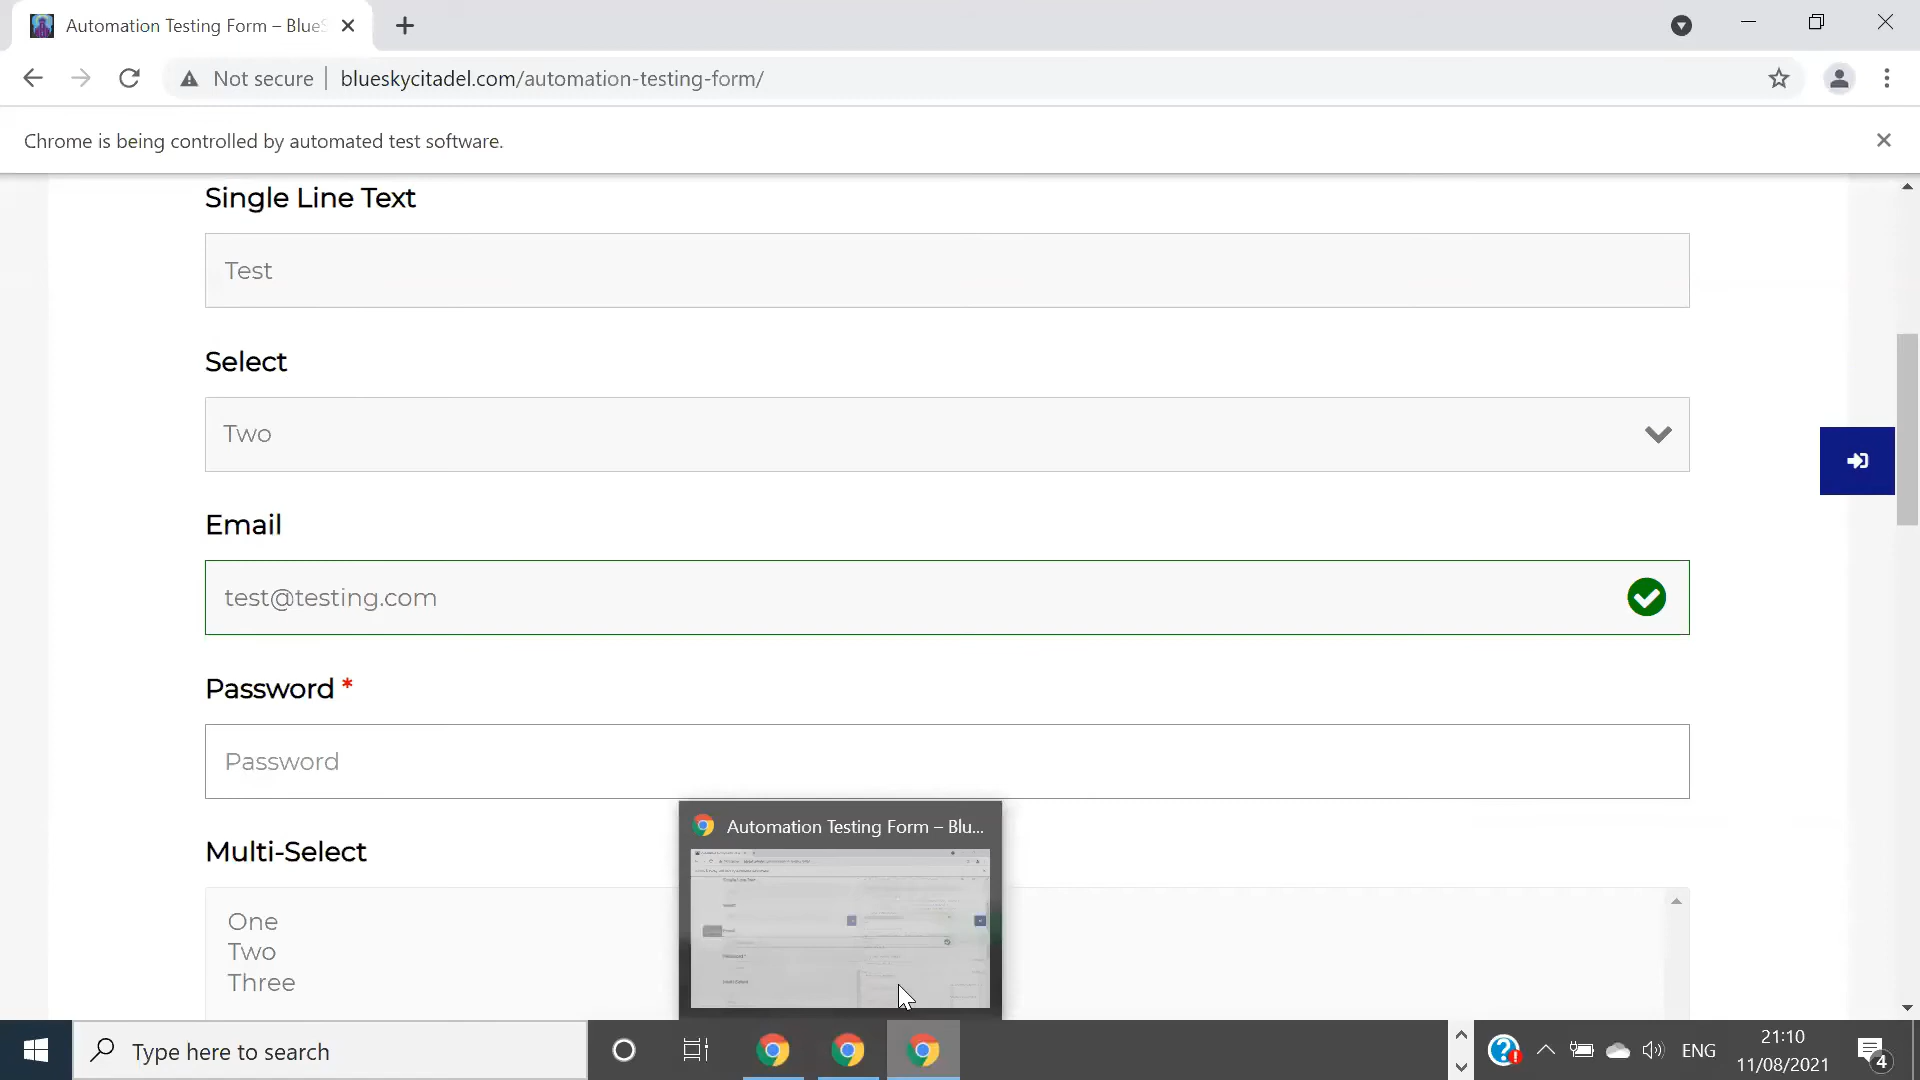 Automation Testing Form – BlueS
Not secure
blueskycitadel.com/automation-testing-form/
Chrome is being controlled by automated test software.
Single Line Text
Test
Select
Two
Email
test@testing.com
Password *
Password
Multi-Select
One
Two
Three
Automation Testing Form – Blu...
Type here to search
ENG
21:10
11/08/2021
4